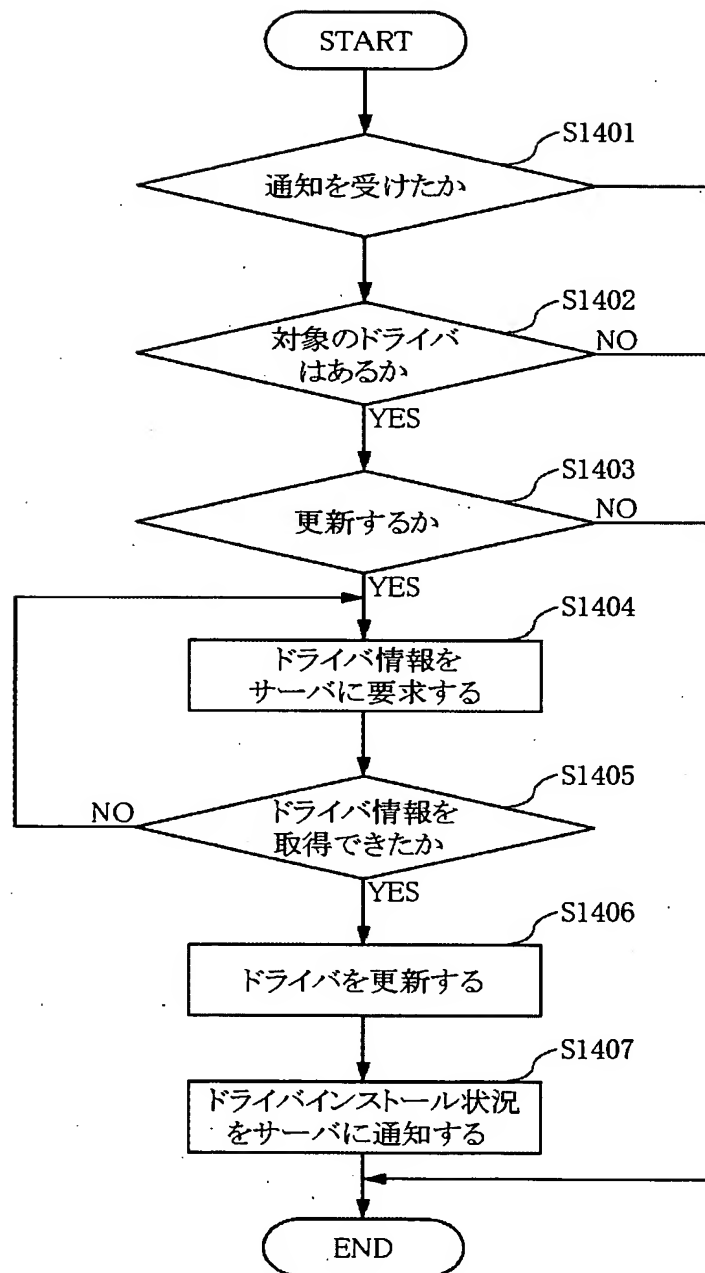 START
S1401
通知を受けたか
S1402
対象のドライバ
はあるか
NO
YES
S1403
更新するか
NO
YES
S1404
ドライバ情報を
サーバに要求する
S1405
NO
ドライバ情報を
取得できたか
YES
S1406
ドライバを更新する
S1407
ドライバインストール状況
をサーバに通知する
END